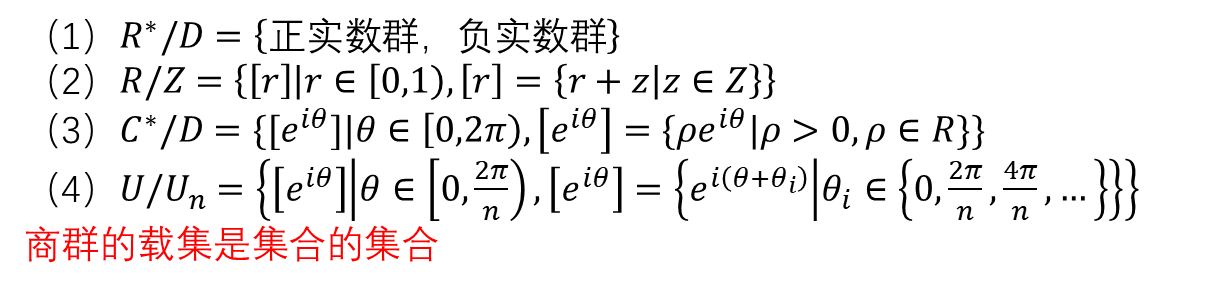 (1) R*/D = {正实数群，负实数群}
(2) R/Z = {[r]|r ∈ [0,1), [r] = {r + z|z ∈ Z}}
(3) C*/D = {[e^{iθ}]|θ ∈ [0,2π), [e^{iθ}] = {ρe^{iθ}|ρ > 0, ρ ∈ R}}
(4) U/U_n = {[e^{iθ}]|θ ∈ [0, 2π/n), [e^{iθ}] = {e^{i(θ+θ_i)}|θ_i ∈ {0, 2π/n, 4π/n, …}}}
商群的载集是集合的集合